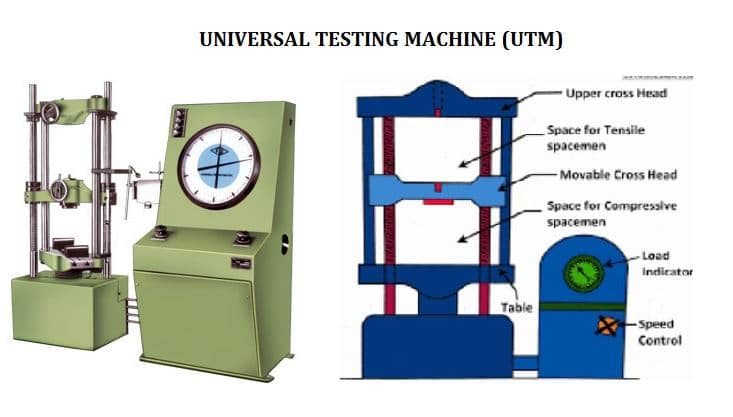 UNIVERSAL TESTING MACHINE (UTM)
Upper cross Head
Space for Tensile
spacemen
Movable Cross Head
Space for Compressive
spacemen
Load
Indicator
Table
Speed
Control